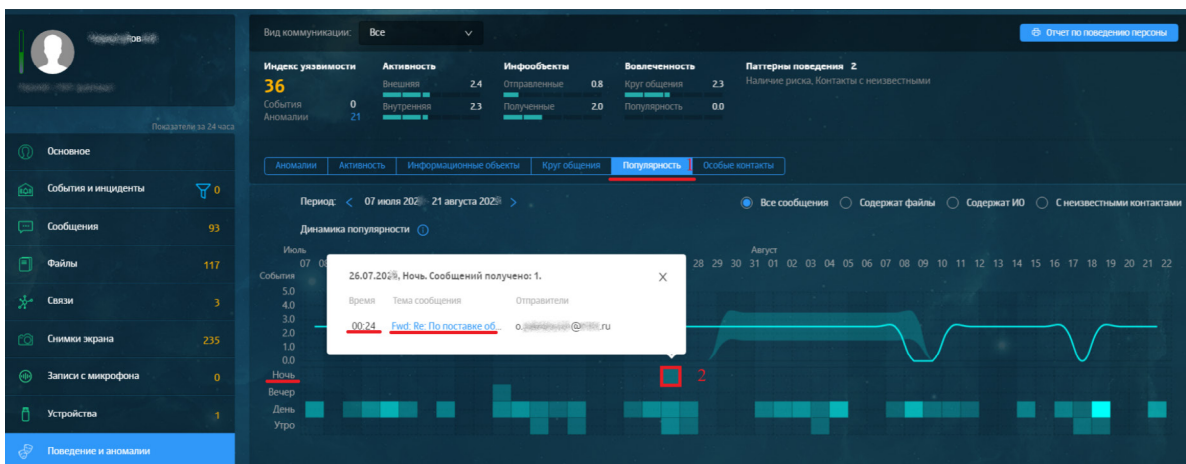 Вид коммуникации: Все
Отчет по поведению персоны
Индекс уязвимости
36
События 0
Аномалии 21
Активность
Внешняя 2.4
Внутренняя 2.3
Инфообъекты
Отправленные 0.8
Полученные 2.0
Вовлеченность
Круг общения 2.3
Популярность 0.0
Паттерны поведения 2
Наличие риска, Контакты с неизвестными
Показатели за 24 часа
Основное
События и инциденты 0
Сообщения 93
Файлы 117
Связи 3
Снимки экрана 235
Записи с микрофона 0
Устройства 1
Поведение и аномалии
Аномалии Активность Информационные объекты Круг общения Популярность Особые контакты
Период: 07 июля 21 августа
Все сообщения Содержат файлы Содержат ИО С неизвестными контактами
Динамика популярности
Июль Август
07 28 29 30 31 01 02 03 04 05 06 07 08 09 10 11 12 13 14 15 16 17 18 19 20 21 22
События
5.0
4.0
3.0
2.0
1.0
0.0
Ночь
Вечер
День
Утро
26.07. Ночь. Сообщений получено: 1.
Время Тема сообщения Отправители
00:24 Fwd: Re: По поставке об... o. @ .ru
2